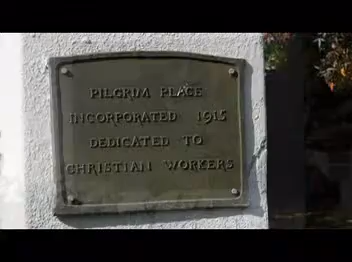 PILGRIM PLACE
INCORPORATED 1915
DEDICATED TO
CHRISTIAN WORKERS